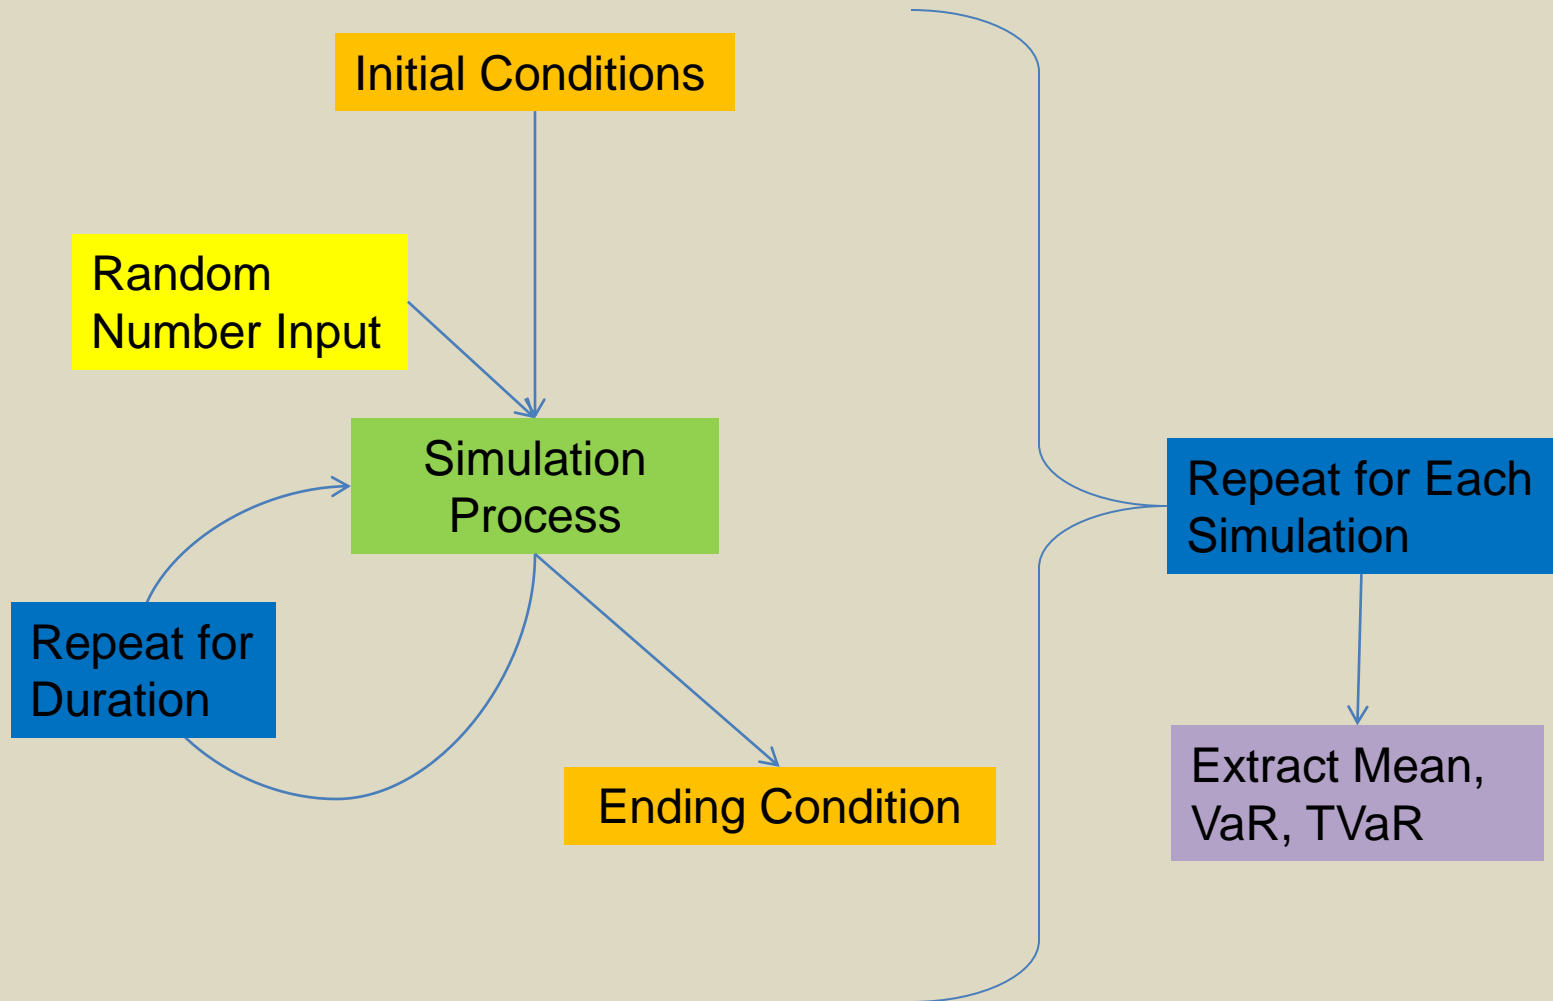 Initial Conditions
Random
Number Input
Simulation
Process
Repeat for
Duration
Ending Condition
Repeat for Each
Simulation
Extract Mean,
VaR, TVaR